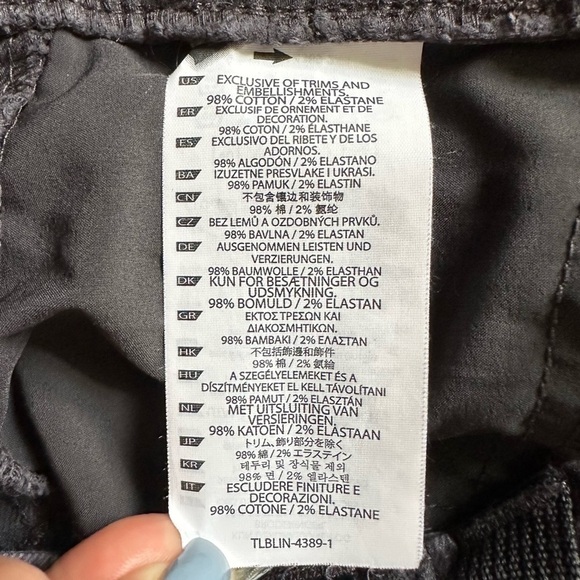 US EXCLUSIVE OF TRIMS AND
EMBELLISHMENTS.
98% COTTON / 2% ELASTANE
FR EXCLUSIF DE ORNEMENT ET DE
DECORATION.
98% COTON / 2% ÉLASTHANE
ES EXCLUSIVO DEL RIBETE Y DE LOS
ADORNOS.
98% ALGODÓN / 2% ELASTANO
BA IZUZETNE PRESVLAKE I UKRASI.
98% PAMUK / 2% ELASTIN
CN 不包含镶边和装饰物
98% 棉 / 2% 氨纶
CZ BEZ LEMŮ A OZDOBNÝCH PRVKŮ.
98% BAVLNA / 2% ELASTAN
DE AUSGENOMMEN LEISTEN UND
VERZIERUNGEN.
98% BAUMWOLLE / 2% ELASTHAN
DK KUN FOR BESÆTNINGER OG
UDSMYKNING.
98% BOMULD / 2% ELASTAN
GR ΕΚΤΟΣ ΤΡΕΣΩΝ ΚΑΙ
ΔΙΑΚΟΣΜΗΤΙΚΩΝ.
98% ΒΑΜΒΑΚΙ / 2% ΕΛΑΣΤΑΝ
HK 不包括飾邊和飾件
98% 棉 / 2% 氨綸
HU A SZEGÉLYELEMEKET ÉS A
DÍSZÍTMÉNYEKET EL KELL TÁVOLÍTANI
98% PAMUT / 2% ELASZTÁN
NL MET UITSLUITING VAN
VERSIERINGEN.
98% KATOEN / 2% ELASTAAN
JP トリム、飾り部分を除く
98% 綿 / 2% エラステイン
KR 테두리 및 장식물 제외
98% 면 / 2% 엘라스텐
IT ESCLUDERE FINITURE E
DECORAZIONI.
98% COTONE / 2% ELASTANE
TLBLIN-4389-1